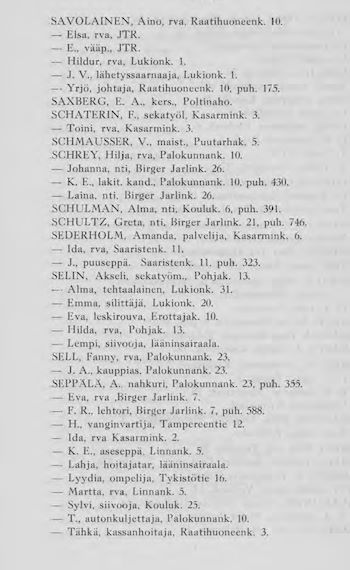 SAVOLAINEN, Aino, rva, Raatihuoneenk. 10.
— Elsa, rva, JTR.
— E., vääp., JTR.
— Hildur, rva, Lukionk. 1.
— J. V., lähetyssaarnaaja, Lukionk. 1.
— Yrjö, johtaja, Raatihuoneenk. 10, puh. 175.
SAXBERG, E. A., kers., Poltinaho.
SCHATERIN, F., sekatyöl, Kasarmink. 3.
— Toini, rva, Kasarmink. 3.
SCHMAUSSER, V., maist., Puutarhak. 5.
SCHREY, Hilja, rva, Palokunnank. 10.
— Johanna, nti, Birger Jarlink. 26.
— K. E., lakit. kand., Palokunnank. 10, puh. 430.
— Laina, nti, Birger Jarlink. 26.
SCHULMAN, Alma, nti, Kouluk. 6, puh. 391.
SCHULTZ, Greta, nti, Birger Jarlink. 21, puh. 746.
SEDERHOLM, Amanda, palvelija, Kasarmink. 6.
— Ida, rva, Saaristenk. 11.
— J., puuseppä. Saaristenk. 11, puh. 323.
SELIN, Akseli, sekatyöm., Pohjak. 13.
— Alma, tehtaalainen, Lukionk. 31.
— Emma, silittäjä, Lukionk. 20.
— Eva, leskirouva, Erottajak. 10.
— Hilda, rva, Pohjak. 13.
— Lempi, siivooja, lääninsairaala.
SELL, Fanny, rva, Palokunnank. 23.
— J. A., kauppias, Palokunnank. 23.
SEPPÄLÄ, A., nahkuri, Palokunnank. 23, puh. 355.
— Eva, rva ,Birger Jarlink. 7.
— F. R., lehtori, Birger Jarlink. 7, puh. 588.
— H., vanginvartija, Tampereentie 12.
— Ida, rva Kasarmink. 2.
— K. E., aseseppä, Linnank. 5.
— Lahja, hoitajatar, lääninsairaala.
— Lyydia, ompelija, Tykistötie 16.
— Martta, rva, Linnank. 5.
— Sylvi, siivooja, Kouluk. 25.
— T., autonkuljettaja, Palokunnank. 10.
— Tähkä, kassanhoitaja, Raatihuoneenk. 3.